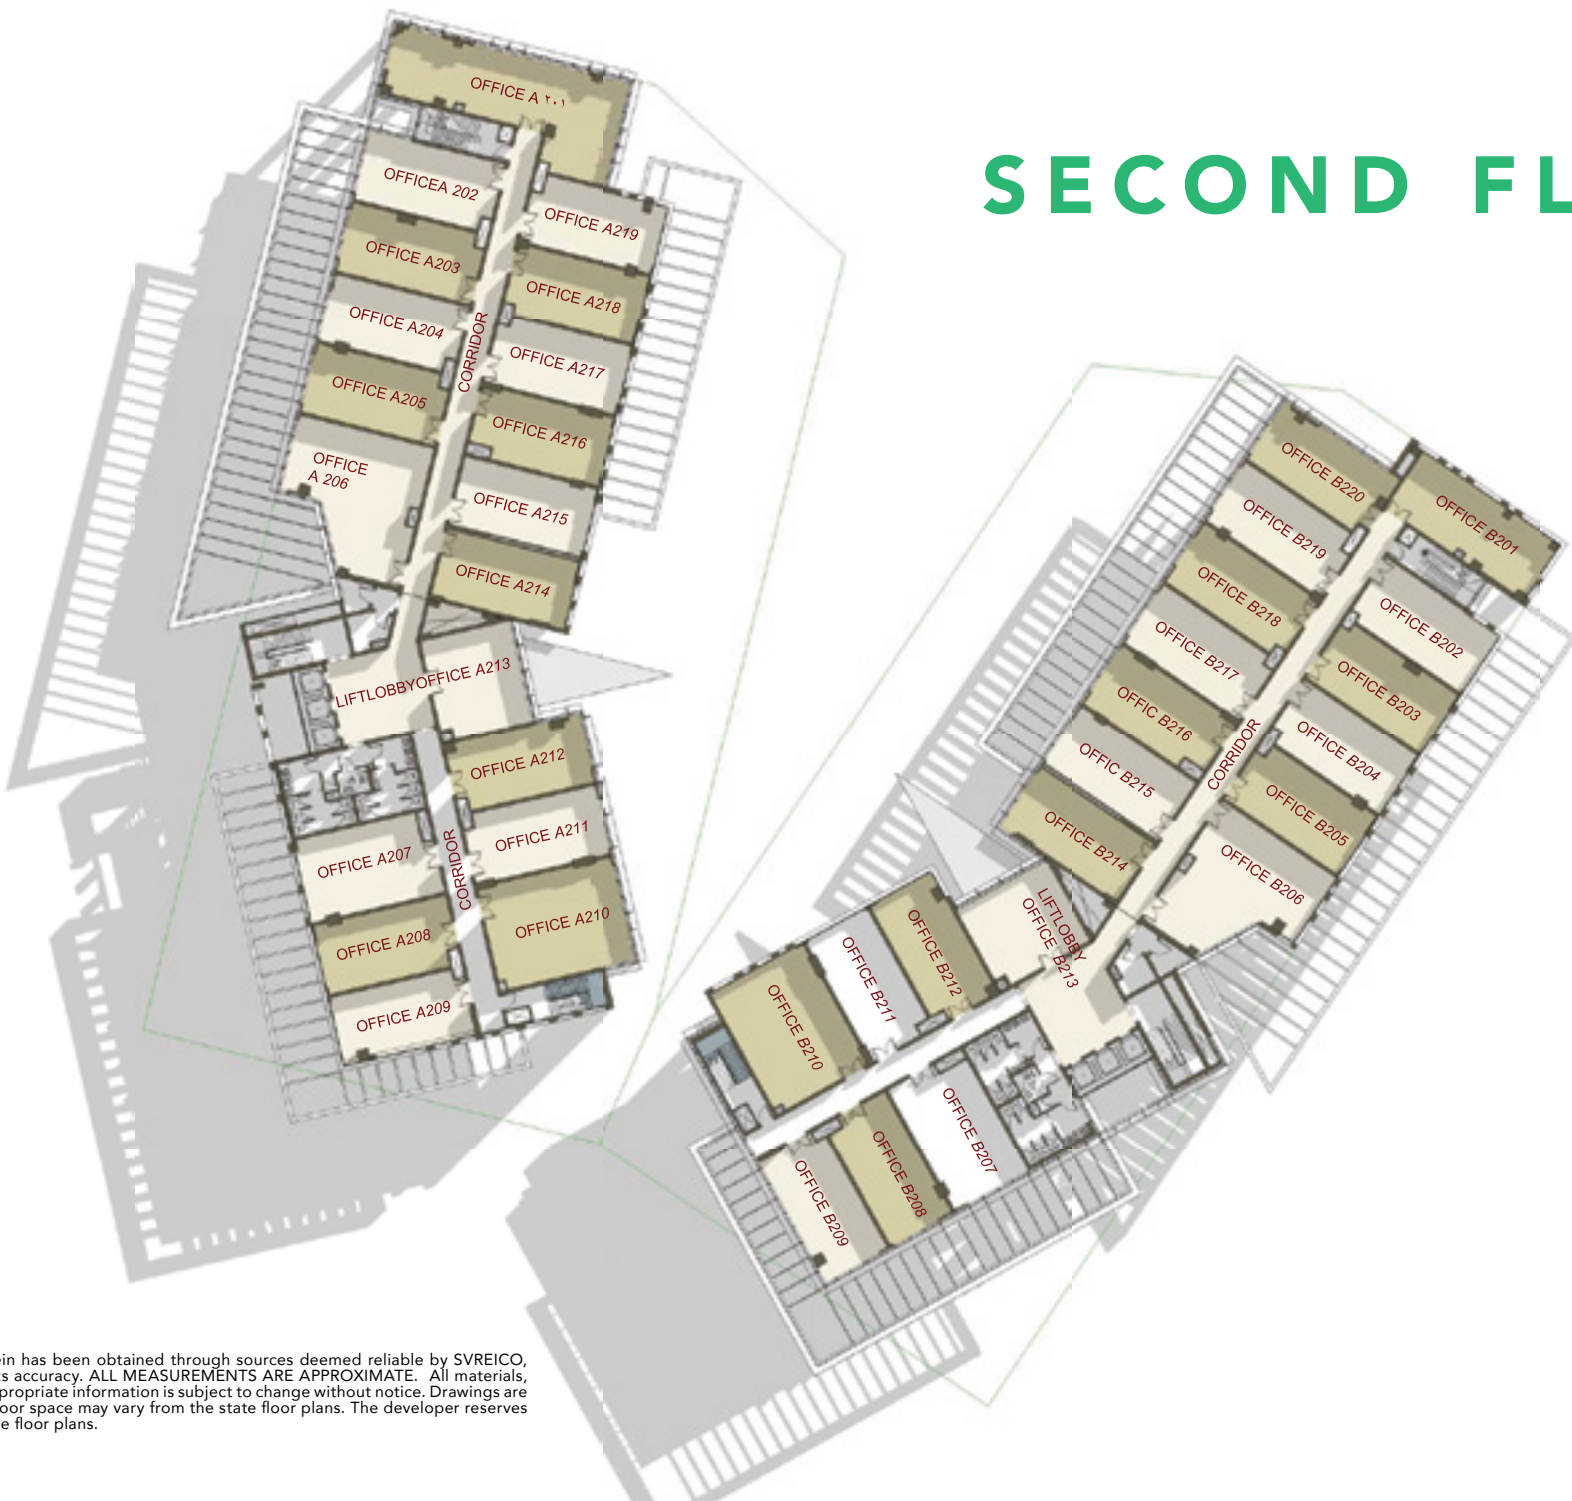 SECOND FL
OFFICE A ٢٠١
OFFICEA 202
OFFICE A219
OFFICE A203
OFFICE A218
OFFICE A204
CORRIDOR
OFFICE A217
OFFICE A205
OFFICE A216
OFFICE
A 206
OFFICE A215
OFFICE A214
LIFTLOBBY
OFFICE A213
OFFICE A212
OFFICE A211
OFFICE A207
CORRIDOR
OFFICE A210
OFFICE A208
OFFICE A209
OFFICE B220
OFFICE B201
OFFICE B219
OFFICE B218
OFFICE B202
OFFICE B217
OFFICE B203
OFFIC B216
OFFICE B204
CORRIDOR
OFFIC B215
OFFICE B205
OFFICE B214
OFFICE B206
LIFTLOBBY
OFFICE B213
OFFICE B212
OFFICE B211
OFFICE B210
OFFICE B207
OFFICE B208
OFFICE B209
ein has been obtained through sources deemed reliable by SVREICO,
ts accuracy. ALL MEASUREMENTS ARE APPROXIMATE. All materials,
propriate information is subject to change without notice. Drawings are
oor space may vary from the state floor plans. The developer reserves
e floor plans.